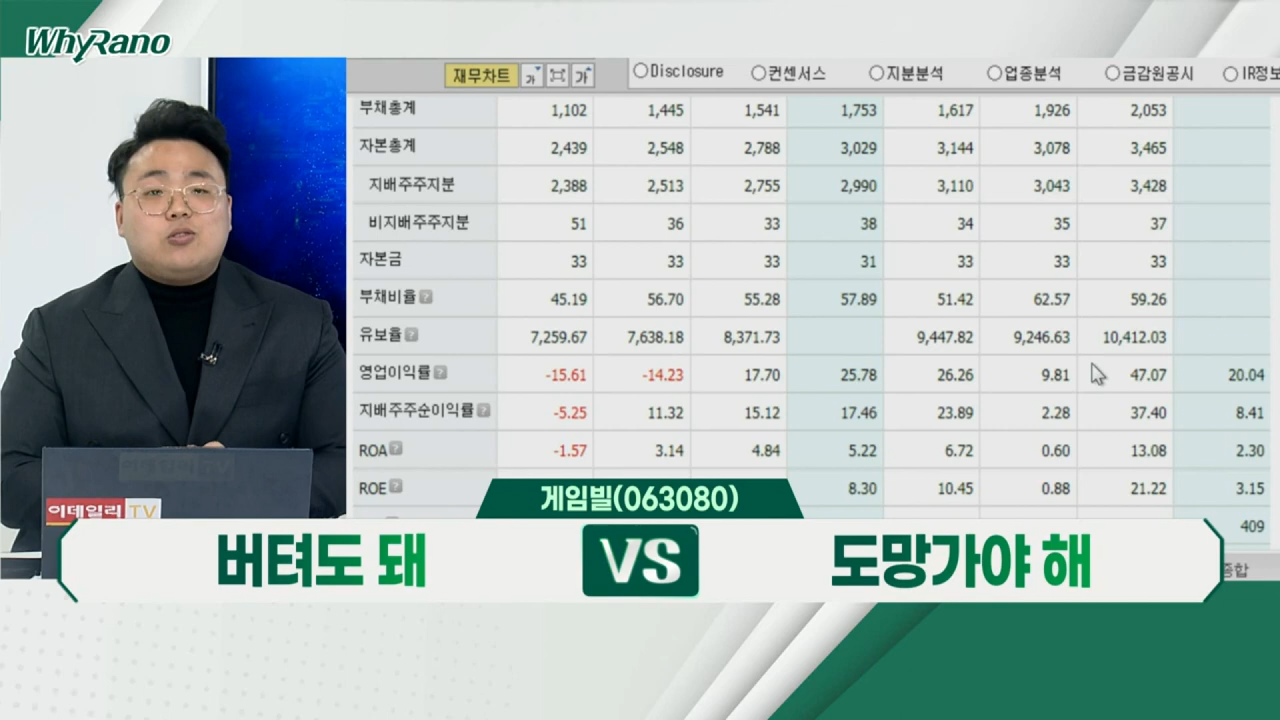 WhyRano
재무차트 가 가 Disclosure 컨센서스 지분분석 업종분석 금감원공시 IR정보
부채총계 1,102 1,445 1,541 1,753 1,617 1,926 2,053
자본총계 2,439 2,548 2,788 3,029 3,144 3,078 3,465
지배주주지분 2,388 2,513 2,755 2,990 3,110 3,043 3,428
비지배주주지분 51 36 33 38 34 35 37
자본금 33 33 33 31 33 33 33
부채비율 ? 45.19 56.70 55.28 57.89 51.42 62.57 59.26
유보율 ? 7,259.67 7,638.18 8,371.73 9,447.82 9,246.63 10,412.03
영업이익률 ? -15.61 -14.23 17.70 25.78 26.26 9.81 47.07 20.04
지배주주순이익률 ? -5.25 11.32 15.12 17.46 23.89 2.28 37.40 8.41
ROA ? -1.57 3.14 4.84 5.22 6.72 0.60 13.08 2.30
ROE ? 8.30 10.45 0.88 21.22 3.15
409
종합
이데일리 TV
게임빌(063080)
버텨도 돼 VS 도망가야 해